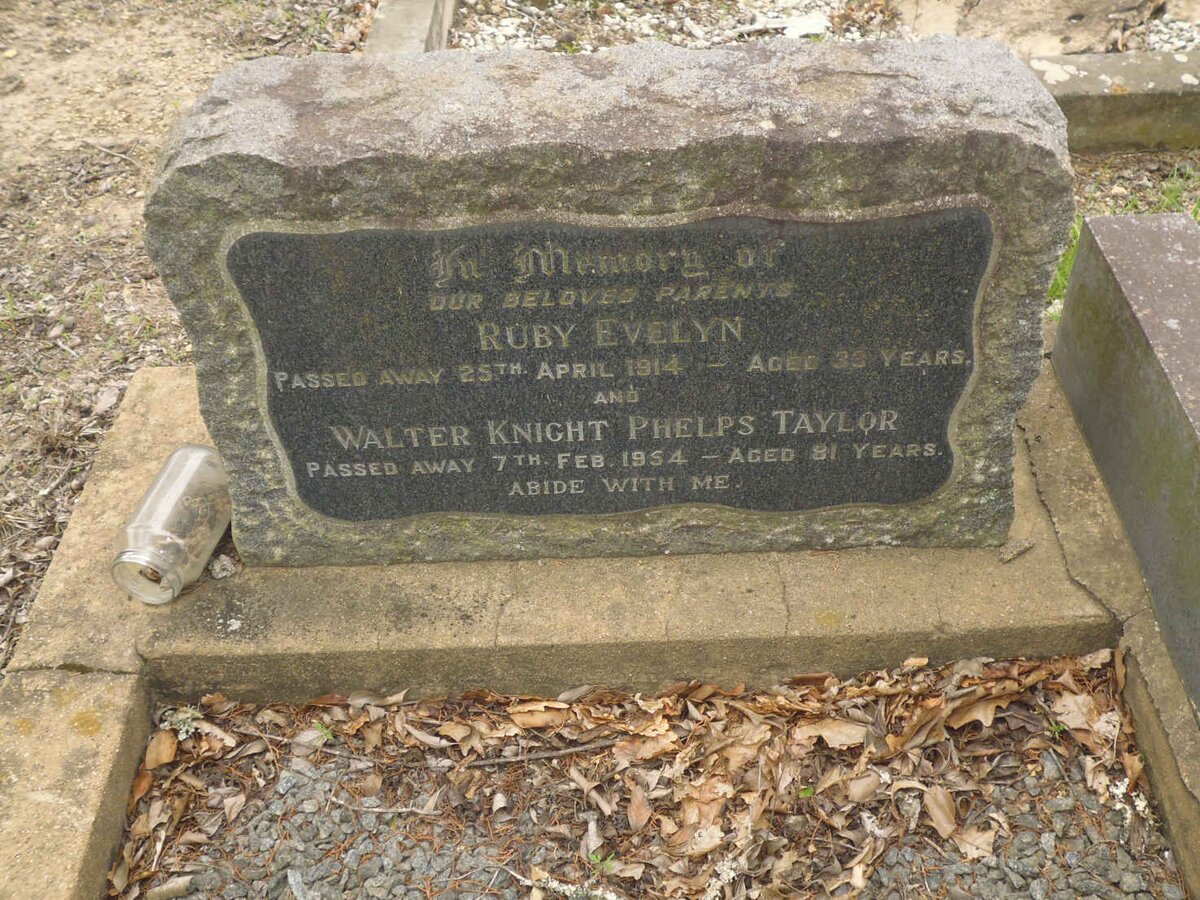 In Memory of
OUR BELOVED PARENTS
RUBY EVELYN
PASSED AWAY 25TH. APRIL 1914 — AGED 35 YEARS.
AND
WALTER KNIGHT PHELPS TAYLOR
PASSED AWAY 7TH. FEB. 1954 — AGED 81 YEARS.
ABIDE WITH ME.